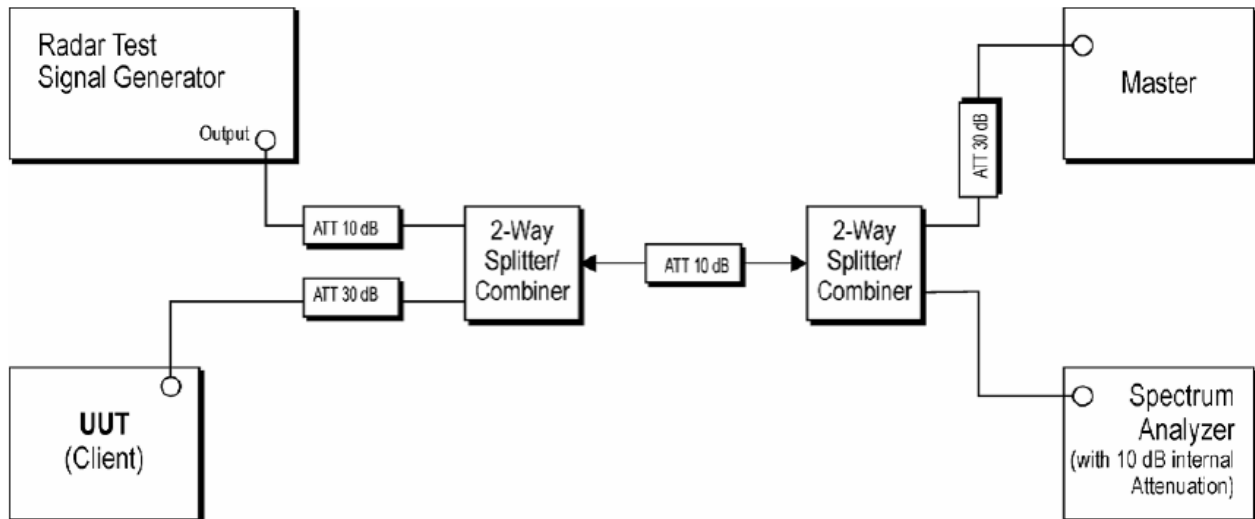 Radar Test
Signal Generator
Output
Master
ATT 30 dB
ATT 10 dB
2-Way
Splitter/
Combiner
ATT 10 dB
2-Way
Splitter/
Combiner
ATT 30 dB
UUT
(Client)
Spectrum
Analyzer
(with 10 dB internal
Attenuation)